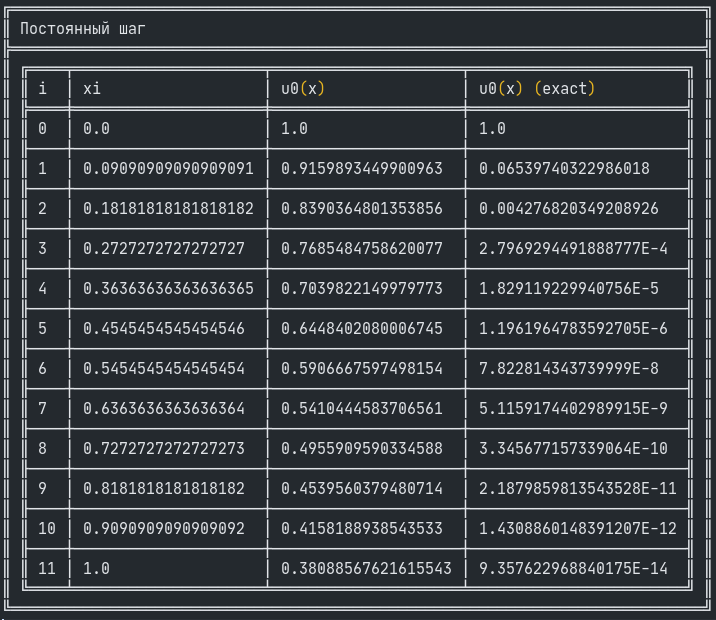 Постоянный шаг
i xi u0(x) u0(x) (exact)
0 0.0 1.0 1.0
1 0.09090909090909091 0.9159893449900963 0.06539740322986018
2 0.18181818181818182 0.8390364801353856 0.004276820349208926
3 0.2727272727272727 0.7685484758620077 2.7969294491888777E-4
4 0.36363636363636365 0.7039822149979773 1.829119229940756E-5
5 0.4545454545454546 0.6448402080006745 1.1961964783592705E-6
6 0.5454545454545454 0.5906667597498154 7.822814343739999E-8
7 0.6363636363636364 0.5410444583706561 5.1159174402989915E-9
8 0.7272727272727273 0.4955909590334588 3.345677157339064E-10
9 0.8181818181818182 0.4539560379480714 2.1879859813543528E-11
10 0.9090909090909092 0.4158188938543533 1.4308860148391207E-12
11 1.0 0.38088567621615543 9.357622968840175E-14